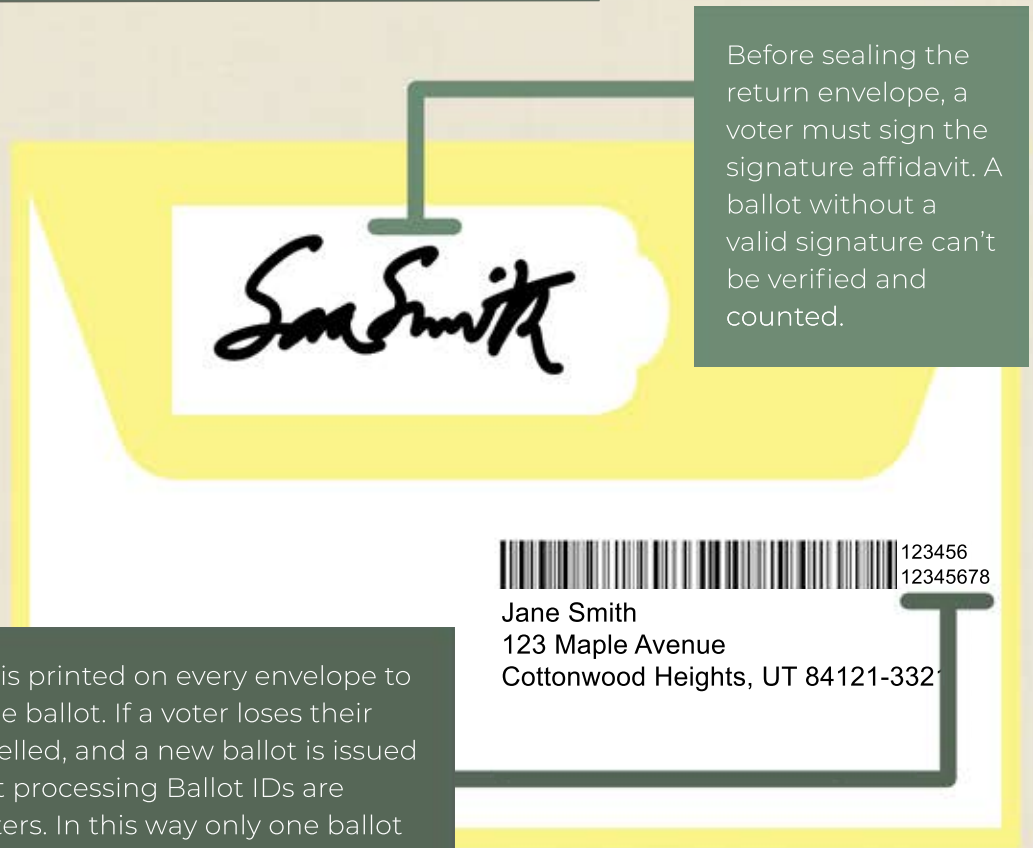 Before sealing the
return envelope, a
voter must sign the
signature affidavit. A
ballot without a
valid signature can't
be verified and
counted.
Smith
123456
12345678
Jane Smith
123 Maple Avenue
Cottonwood Heights, UT 84121-3321
is printed on every envelope to
e ballot. If a voter loses their
elled, and a new ballot is issued
t processing Ballot IDs are
ters. In this way only one ballot